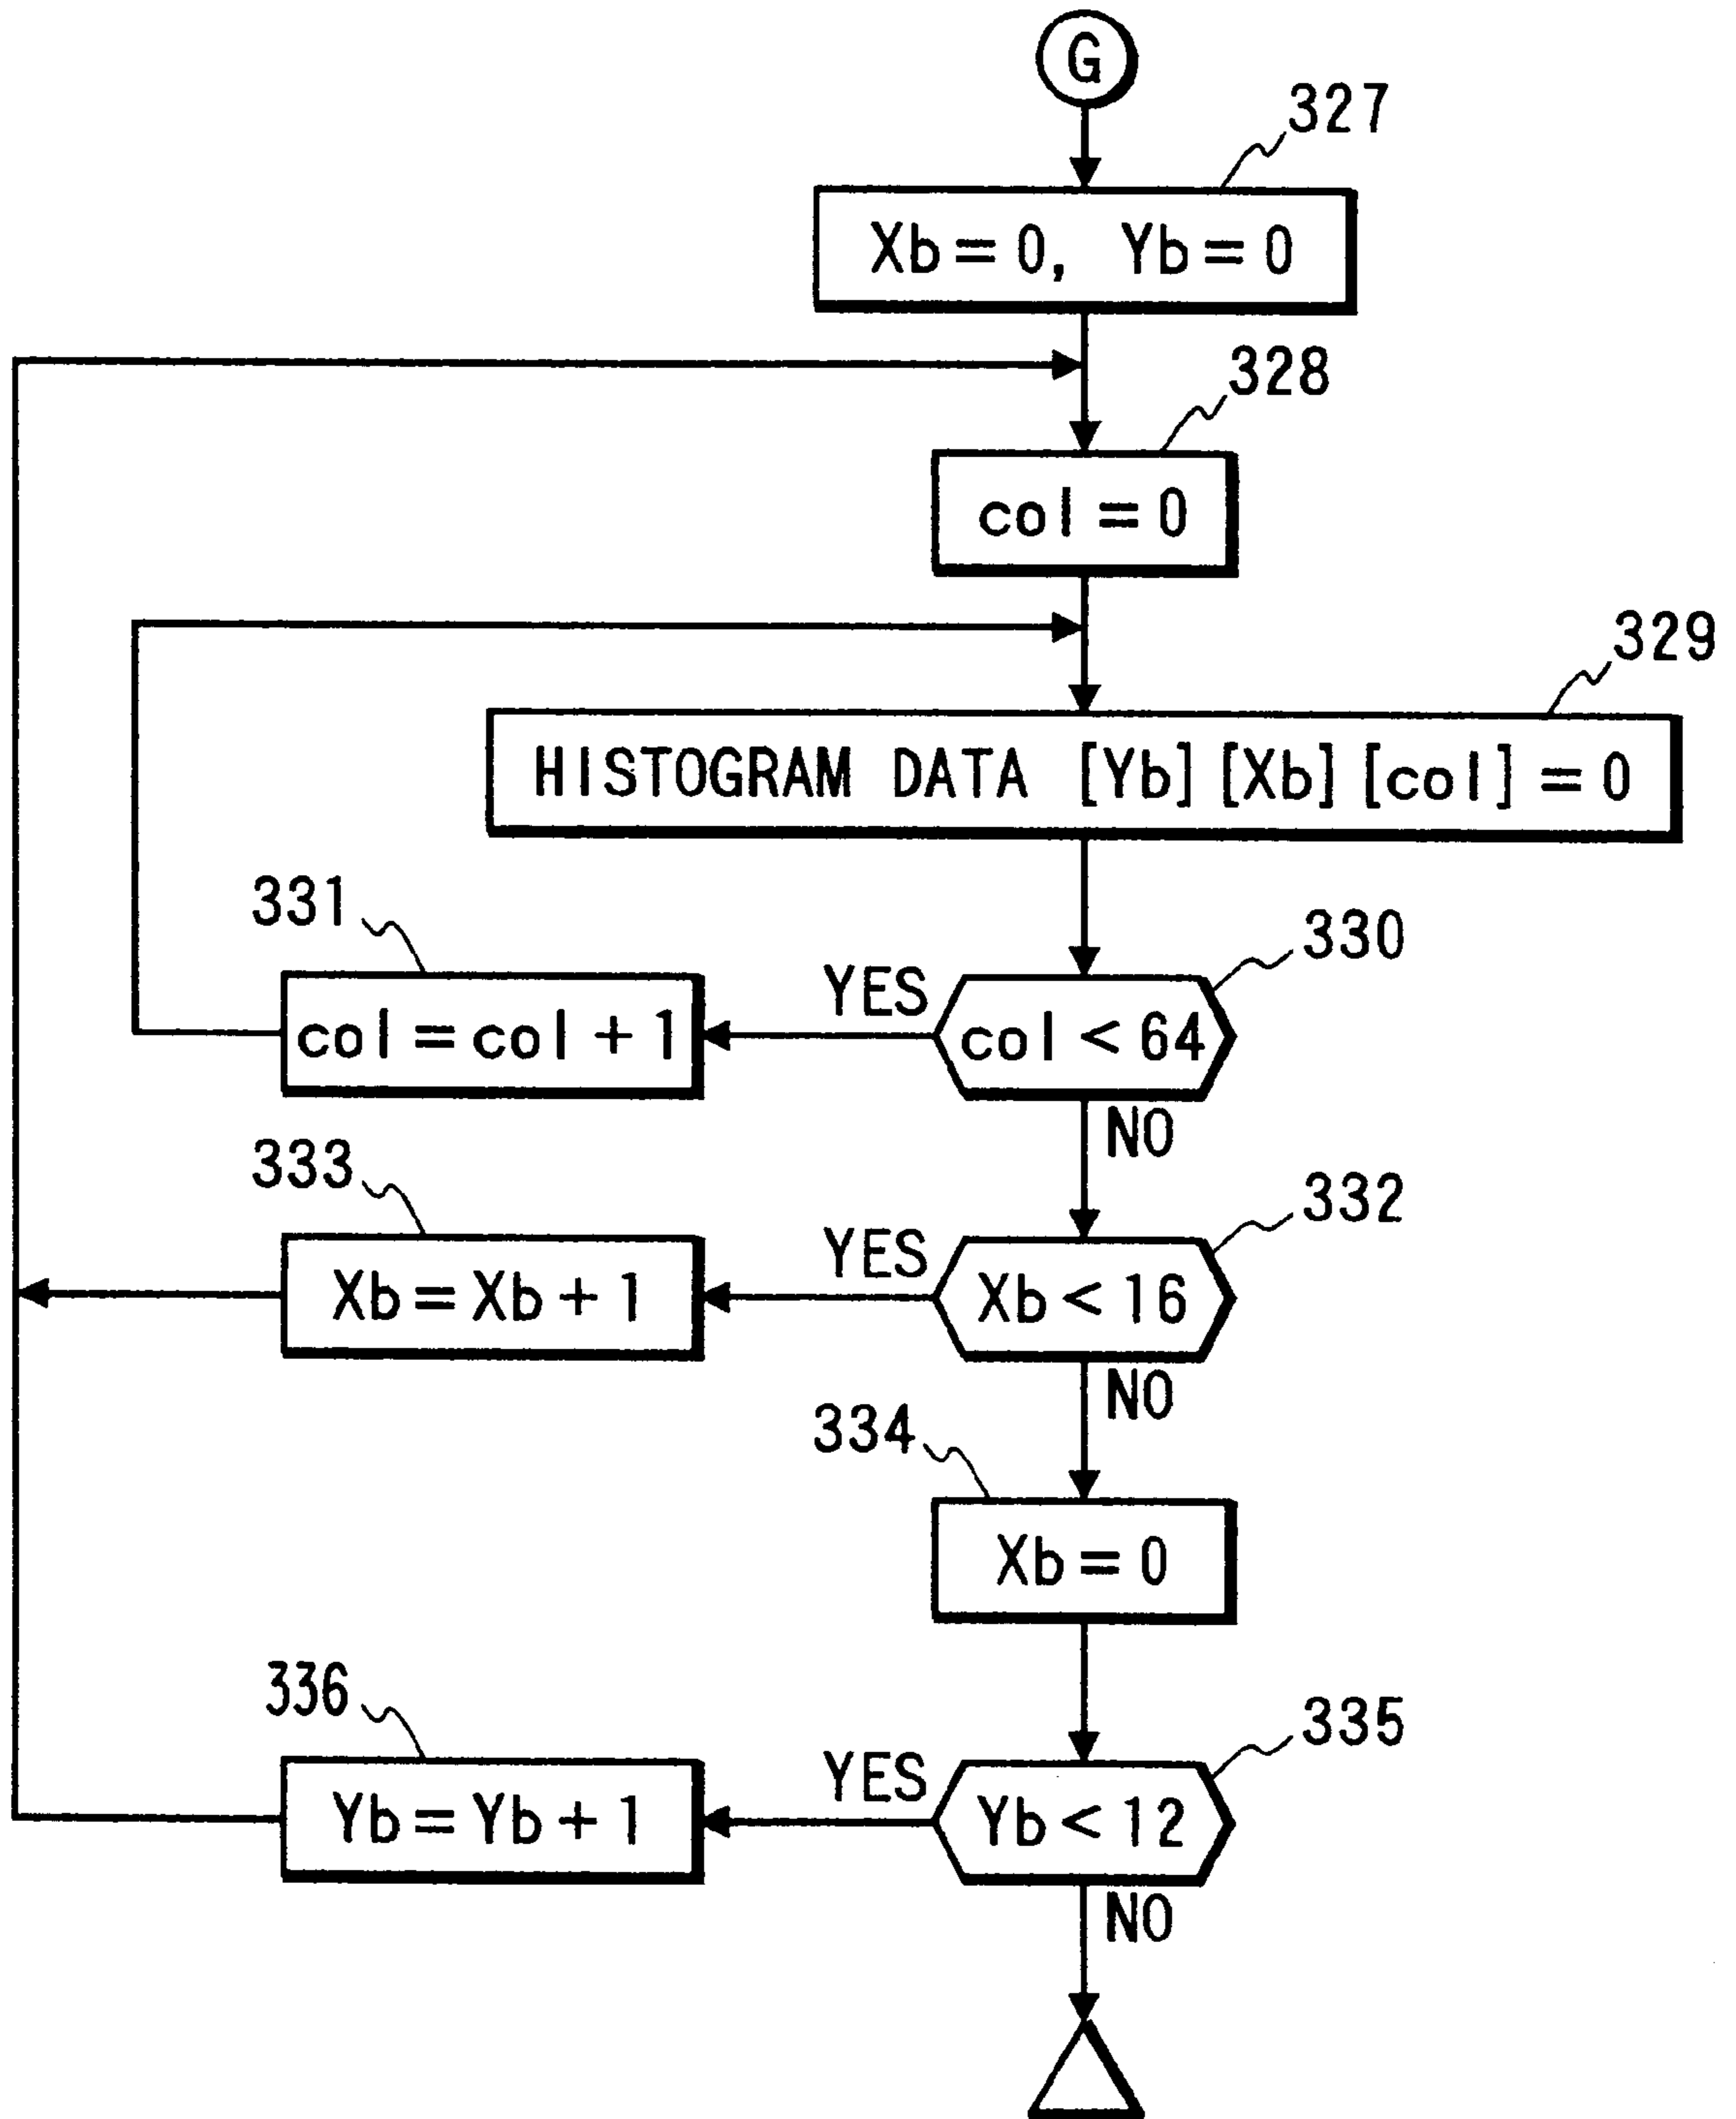 G
327
Xb = 0, Yb = 0
328
col = 0
329
HISTOGRAM DATA [Yb] [Xb] [col] = 0
331
330
YES
col = col + 1
col < 64
NO
333
332
YES
Xb = Xb + 1
Xb < 16
NO
334
Xb = 0
336
335
YES
Yb = Yb + 1
Yb < 12
NO